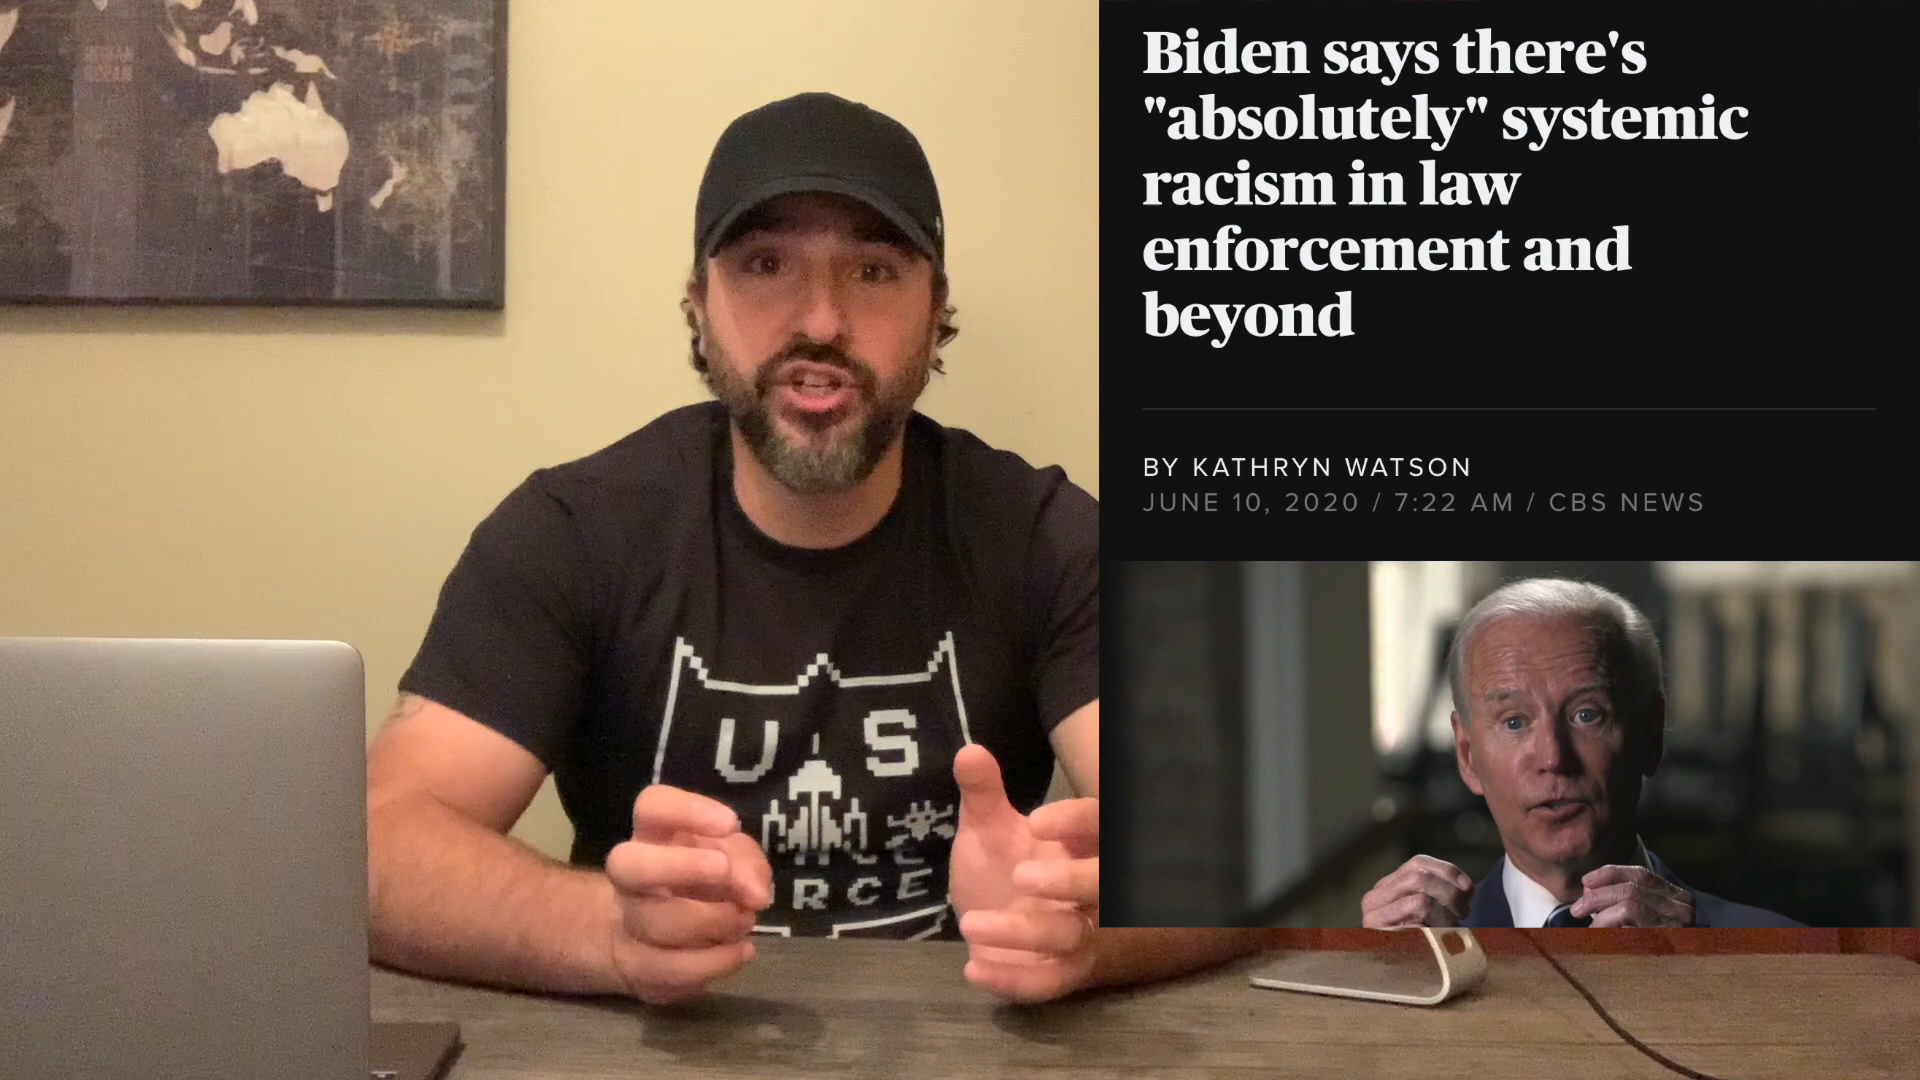 Biden says there's
"absolutely" systemic
racism in law
enforcement and
beyond
BY KATHRYN WATSON
JUNE 10, 2020 / 7:22 AM / CBS NEWS
U S